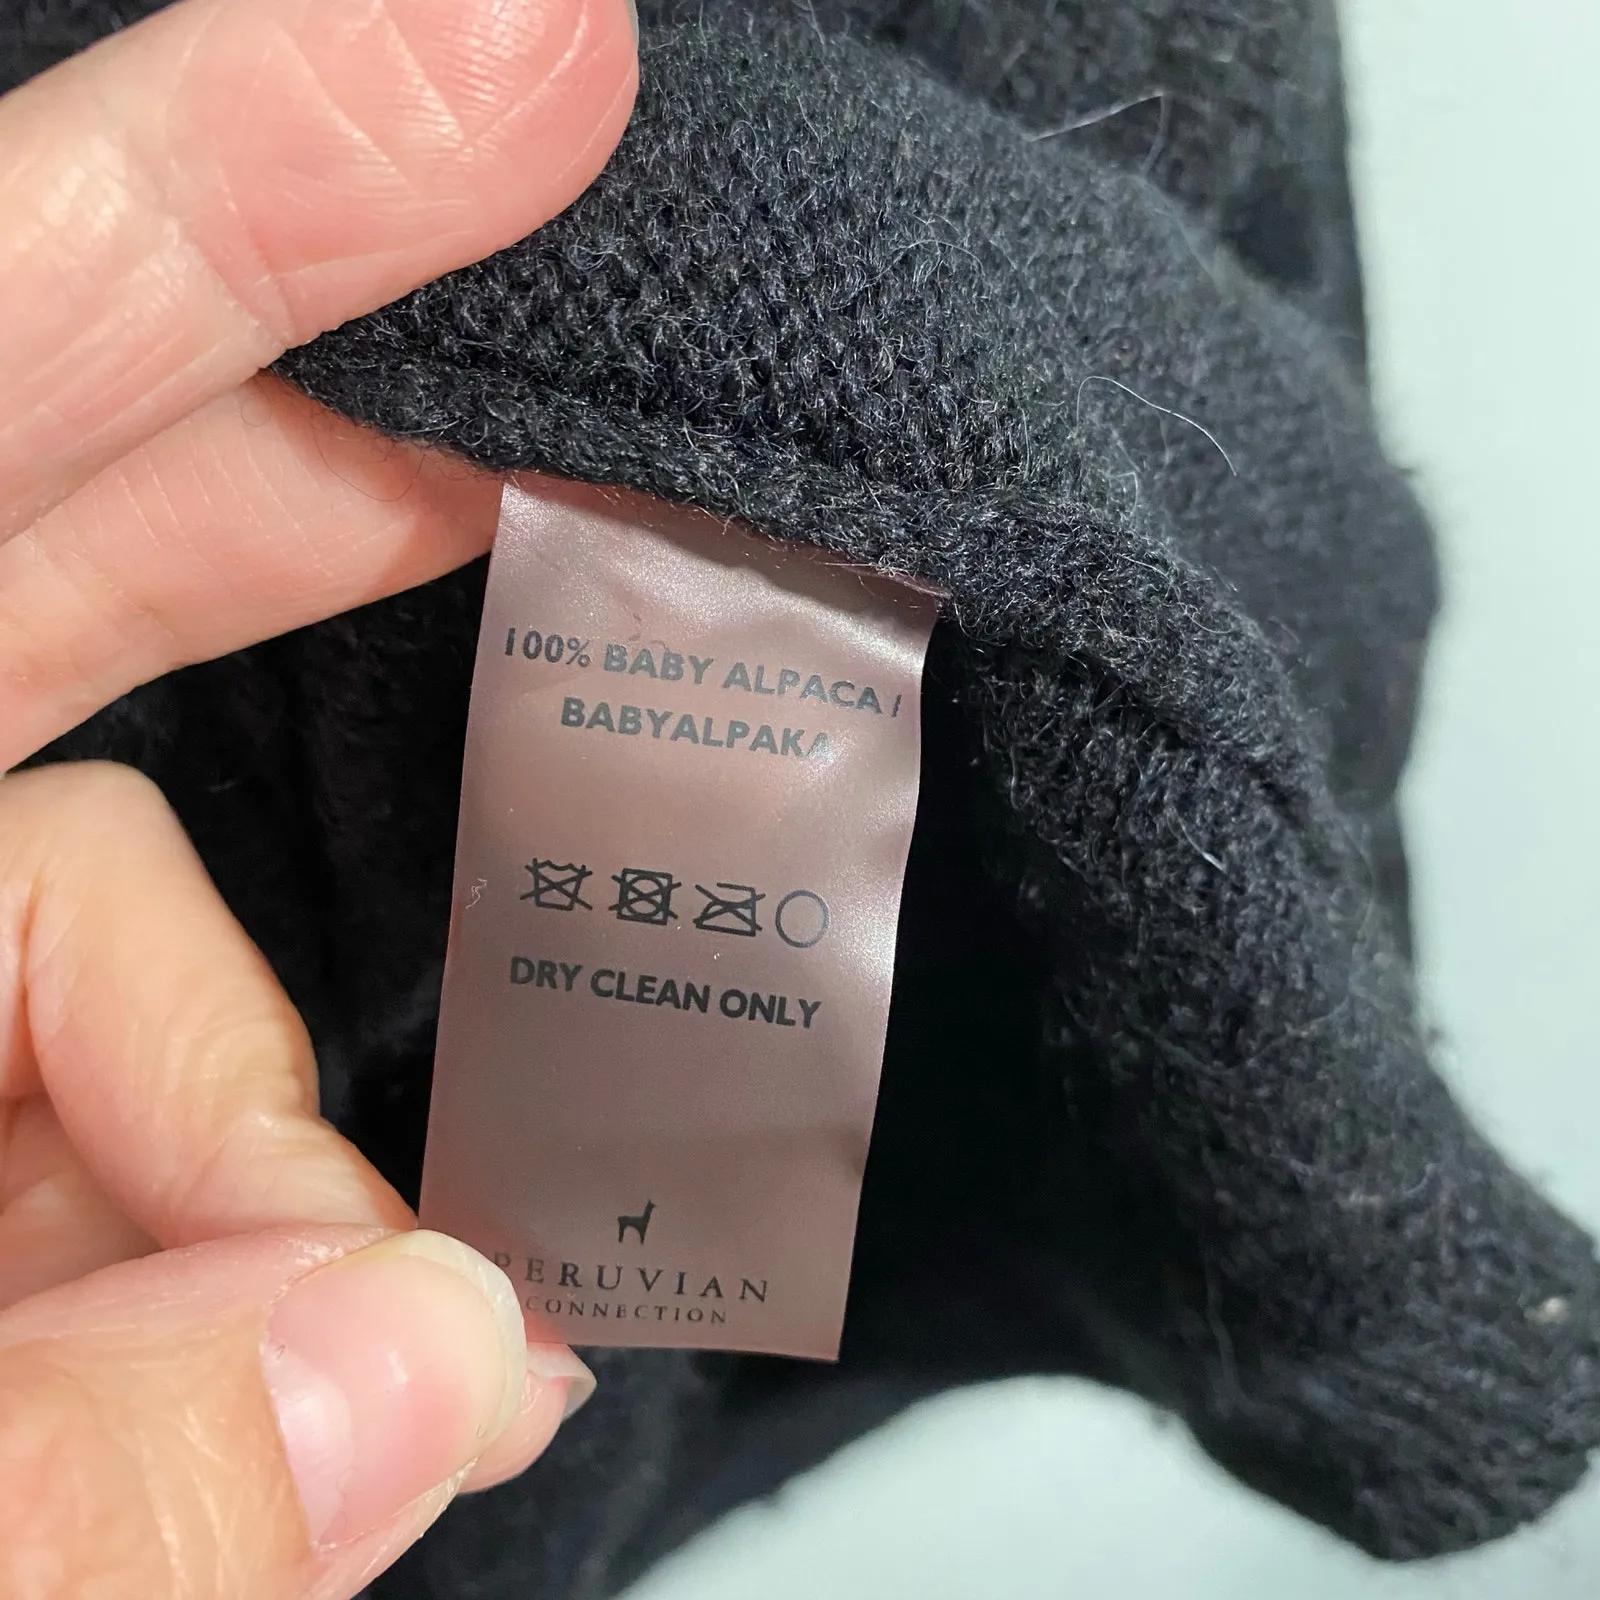 100% BABY ALPACA /
BABYALPAKA
DRY CLEAN ONLY
PERUVIAN
CONNECTION